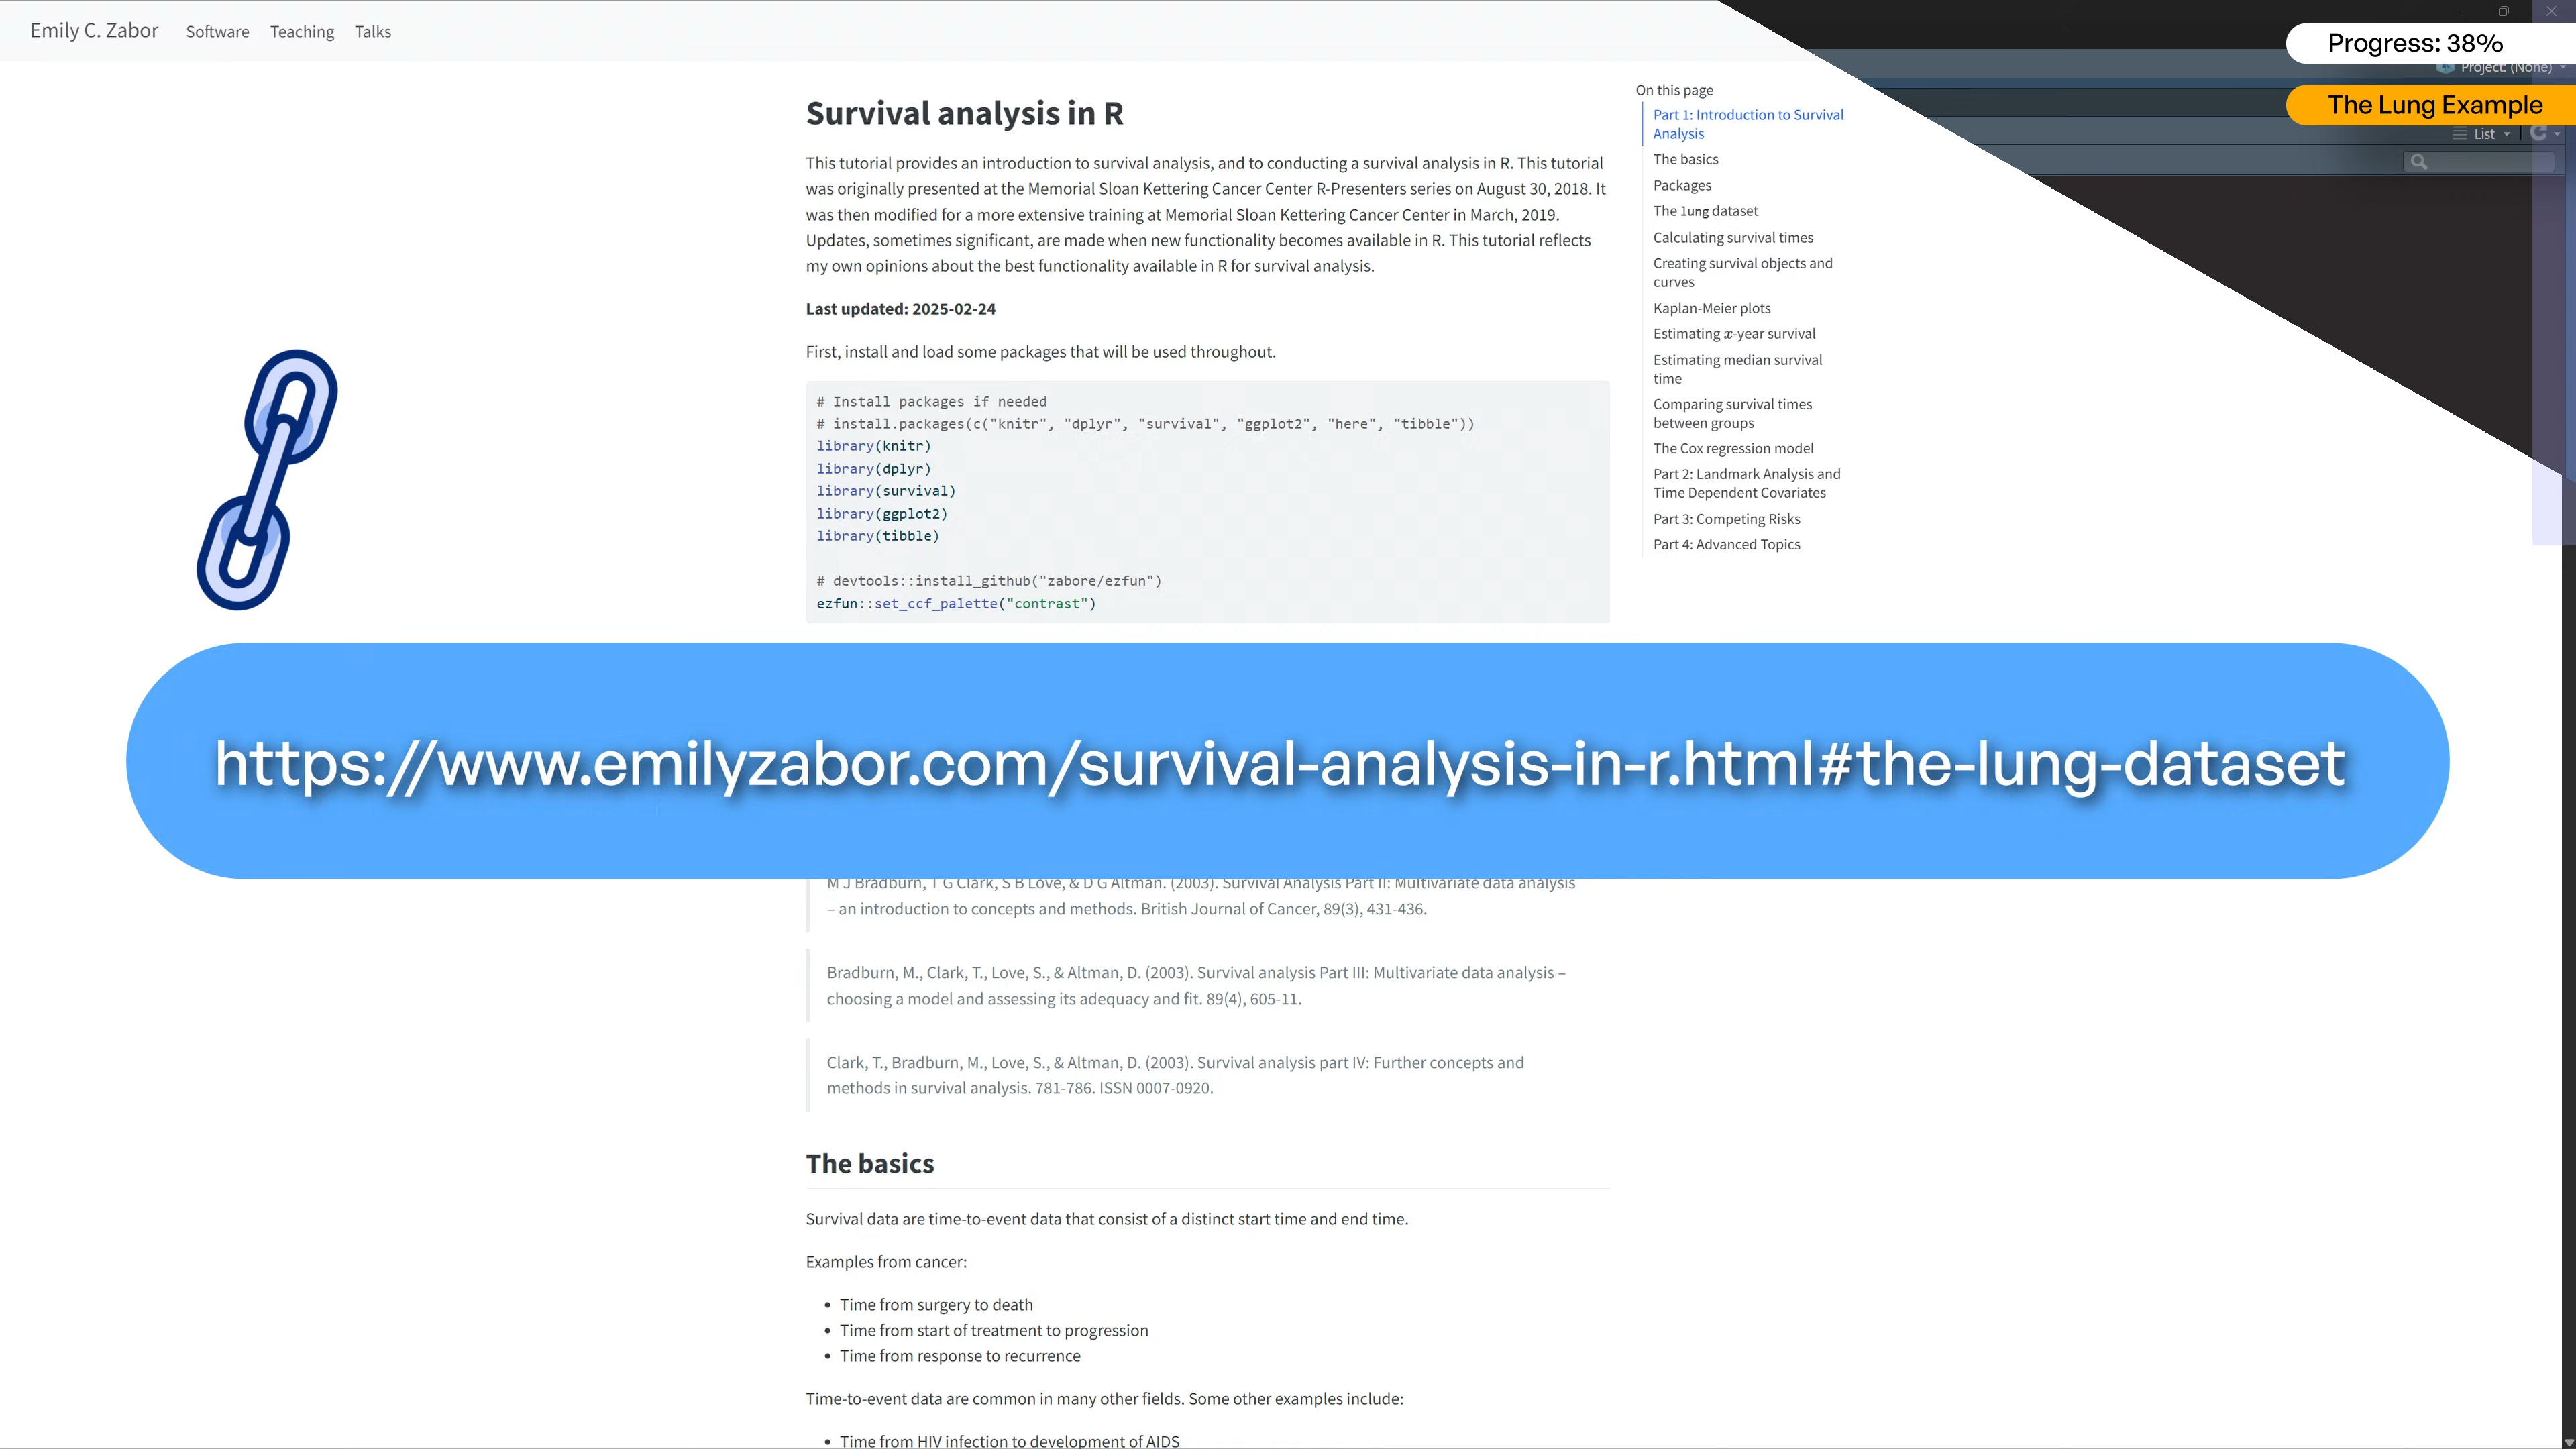 Emily C. Zabor
Software
Teaching
Talks
Progress: 38%
Project: (None)
The Lung Example
List
Survival analysis in R
This tutorial provides an introduction to survival analysis, and to conducting a survival analysis in R. This tutorial
was originally presented at the Memorial Sloan Kettering Cancer Center R-Presenters series on August 30, 2018. It
was then modified for a more extensive training at Memorial Sloan Kettering Cancer Center in March, 2019.
Updates, sometimes significant, are made when new functionality becomes available in R. This tutorial reflects
my own opinions about the best functionality available in R for survival analysis.
Last updated: 2025-02-24
First, install and load some packages that will be used throughout.
# Install packages if needed
# install.packages(c("knitr", "dplyr", "survival", "ggplot2", "here", "tibble"))
library(knitr)
library(dplyr)
library(survival)
library(ggplot2)
library(tibble)
# devtools::install_github("zabore/ezfun")
ezfun::set_ccf_palette("contrast")
On this page
Part 1: Introduction to Survival
Analysis
The basics
Packages
The lung dataset
Calculating survival times
Creating survival objects and
curves
Kaplan-Meier plots
Estimating x-year survival
Estimating median survival
time
Comparing survival times
between groups
The Cox regression model
Part 2: Landmark Analysis and
Time Dependent Covariates
Part 3: Competing Risks
Part 4: Advanced Topics
https://www.emilyzabor.com/survival-analysis-in-r.html#the-lung-dataset
M J Bradburn, T G Clark, S B Love, & D G Altman. (2003). Survival Analysis Part II: Multivariate data analysis
– an introduction to concepts and methods. British Journal of Cancer, 89(3), 431-436.
Bradburn, M., Clark, T., Love, S., & Altman, D. (2003). Survival analysis Part III: Multivariate data analysis –
choosing a model and assessing its adequacy and fit. 89(4), 605-11.
Clark, T., Bradburn, M., Love, S., & Altman, D. (2003). Survival analysis part IV: Further concepts and
methods in survival analysis. 781-786. ISSN 0007-0920.
The basics
Survival data are time-to-event data that consist of a distinct start time and end time.
Examples from cancer:
• Time from surgery to death
• Time from start of treatment to progression
• Time from response to recurrence
Time-to-event data are common in many other fields. Some other examples include:
• Time from HIV infection to development of AIDS